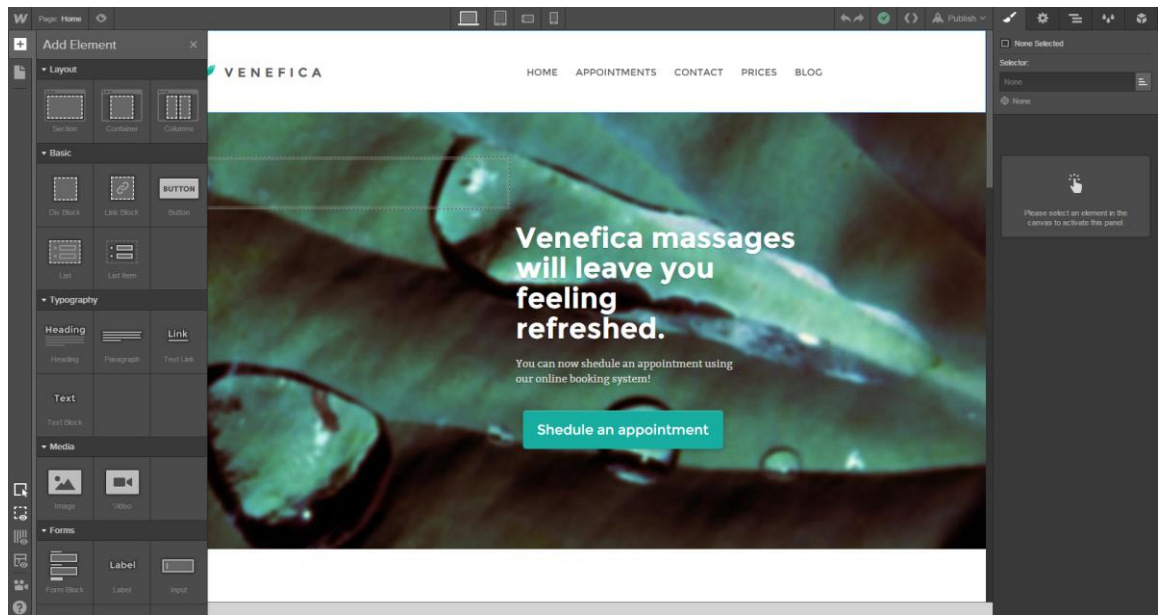 W Page: Home Publish
Add Element ×
Layout
Section Container Columns
Basic
BUTTON
Div Block Link Block Button
List List Item
Typography
Heading Link
Heading Paragraph Text Link
Text
Text Block
Media
Image Video
Forms
Label
Form Block Label Input
VENEFICA
HOME APPOINTMENTS CONTACT PRICES BLOG
Venefica massages
will leave you
feeling
refreshed.
You can now shedule an appointment using
our online booking system!
Shedule an appointment
None Selected
Selector:
None
None
Please select an element in the
canvas to activate this panel.